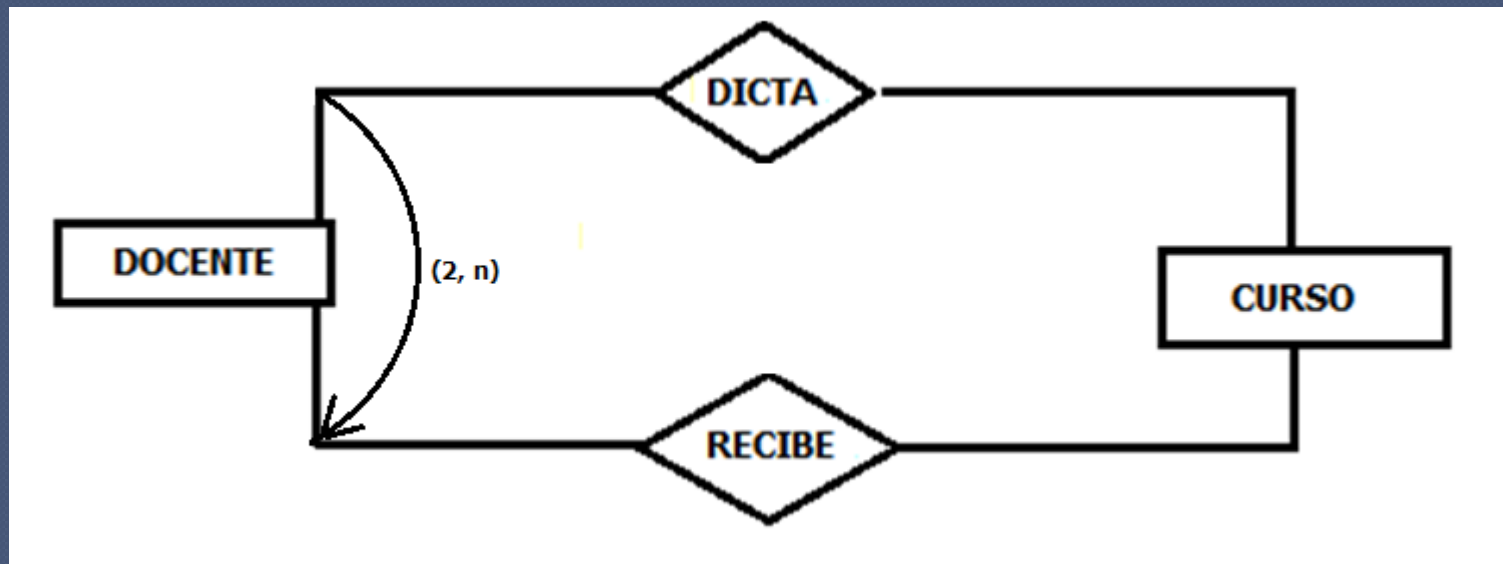 DICTA
DOCENTE
(2, n)
CURSO
RECIBE